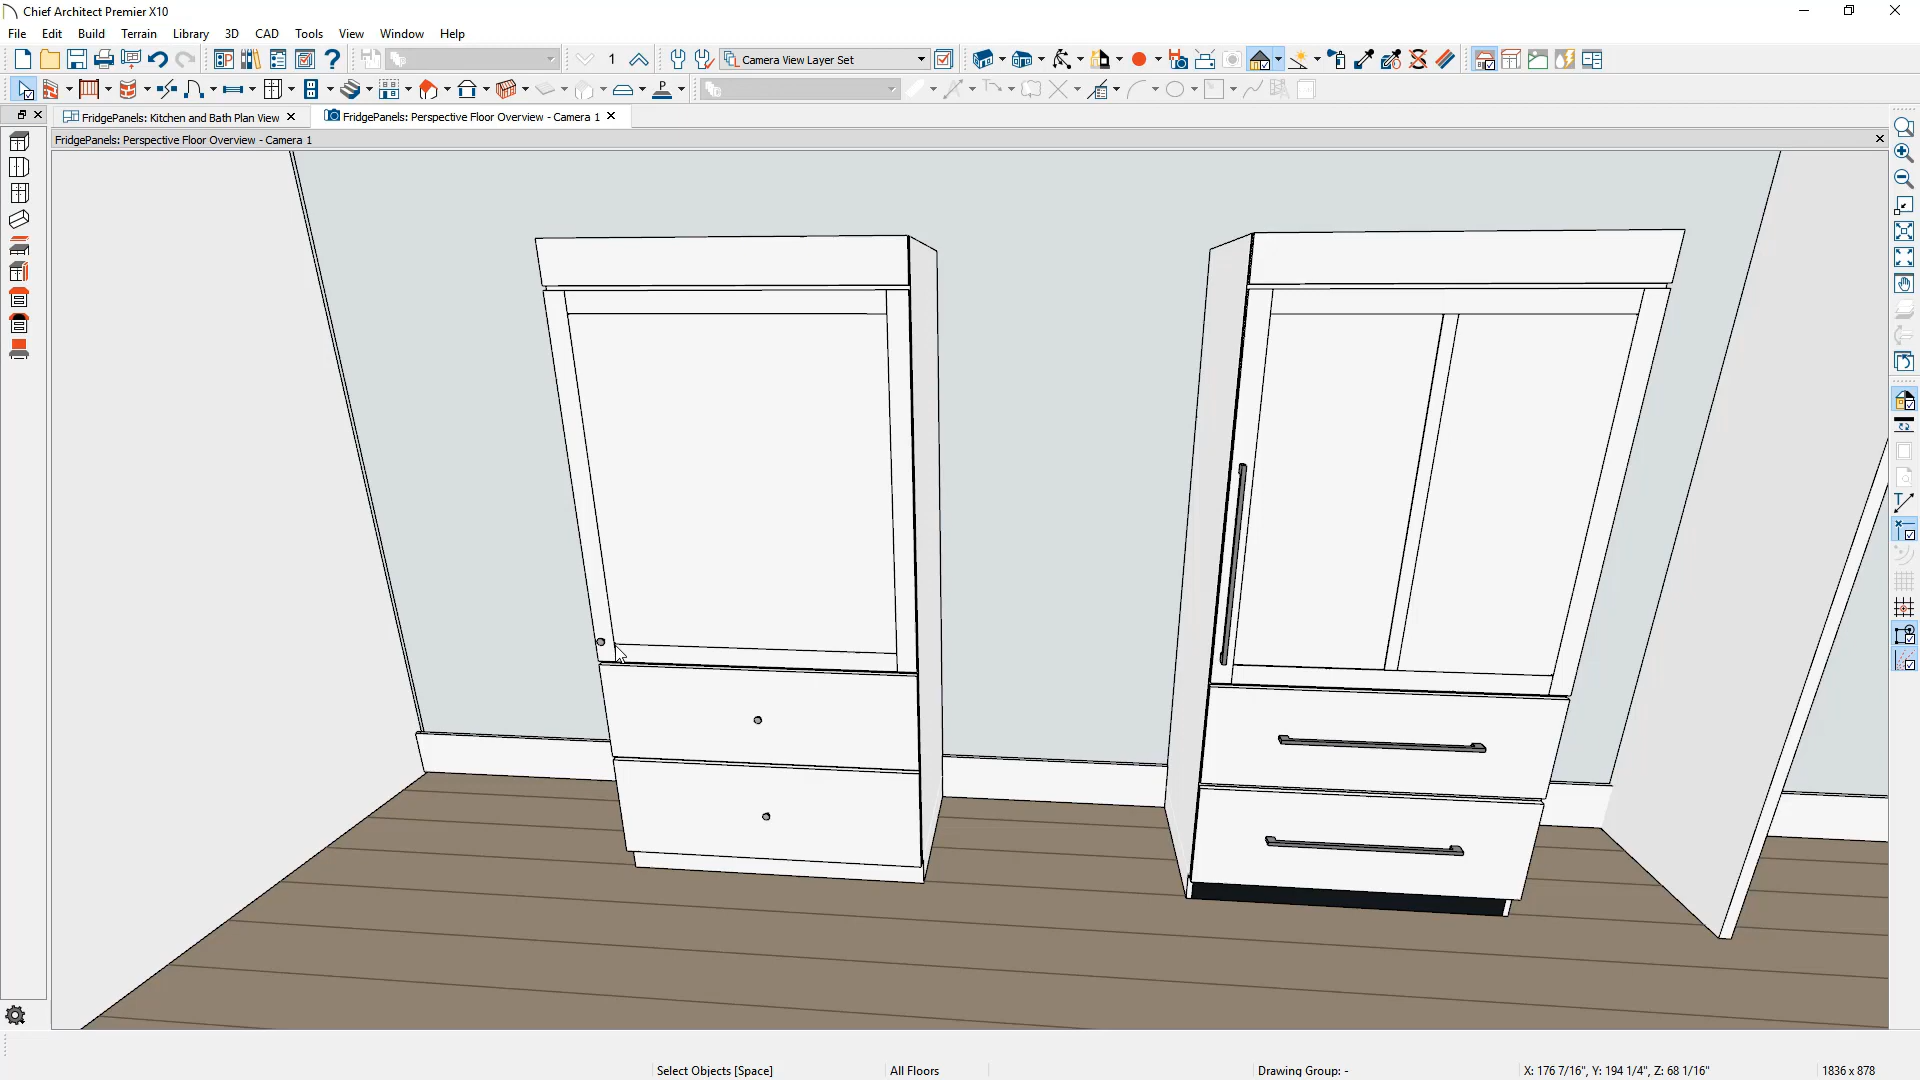 Chief Architect Premier X10
File Edit Build Terrain Library 3D CAD Tools View Window Help
1 Camera View Layer Set
FridgePanels: Kitchen and Bath Plan View
FridgePanels: Perspective Floor Overview - Camera 1
FridgePanels: Perspective Floor Overview - Camera 1
Select Objects [Space] All Floors Drawing Group: - X: 176 7/16", Y: 194 1/4", Z: 68 1/16" 1836 x 878